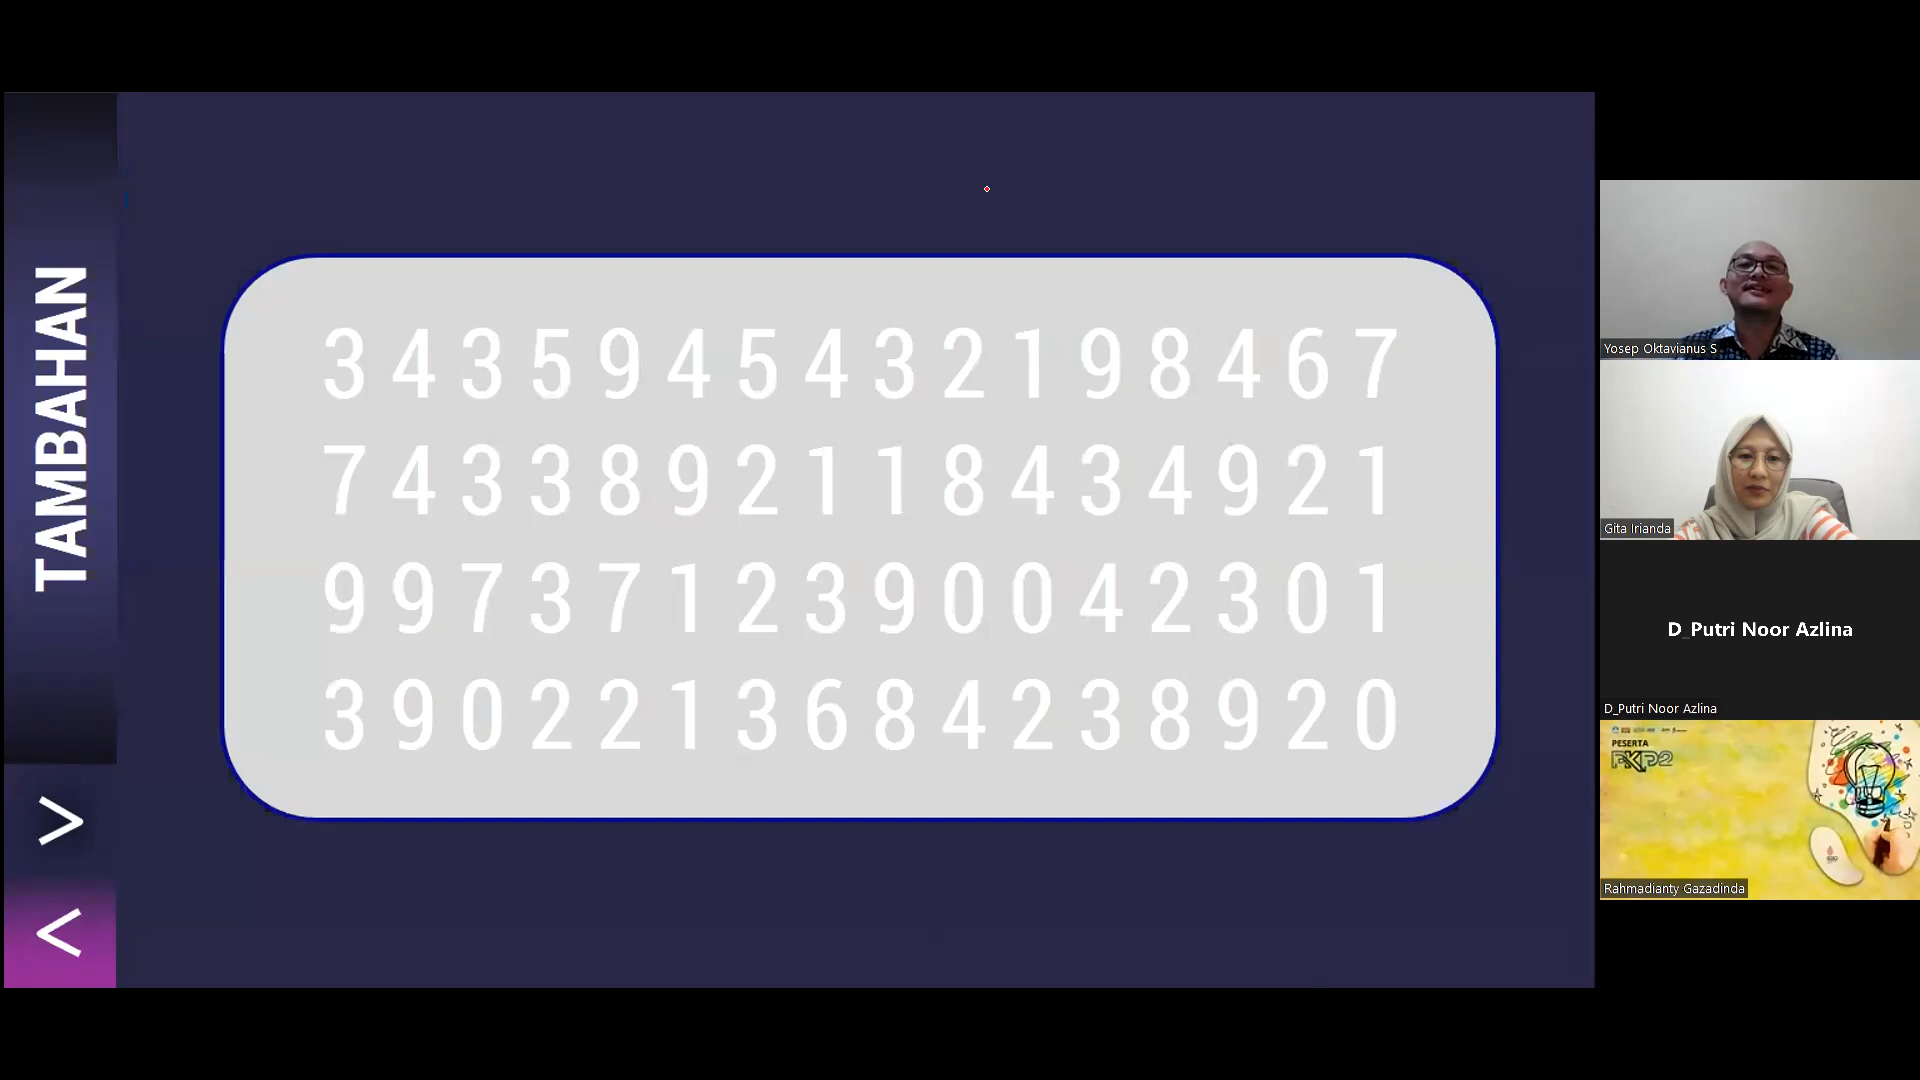 TAMBAHAN
3 4 3 5 9 4 5 4 3 2 1 9 8 4 6 7
7 4 3 3 8 9 2 1 1 8 4 3 4 9 2 1
9 9 7 3 7 1 2 3 9 0 0 4 2 3 0 1
3 9 0 2 2 1 3 6 8 4 2 3 8 9 2 0
Yosep Oktavianus S
Gita Irianda
D_Putri Noor Azlina
D_Putri Noor Azlina
PESERTA
PKP2
Rahmadianty Gazadinda